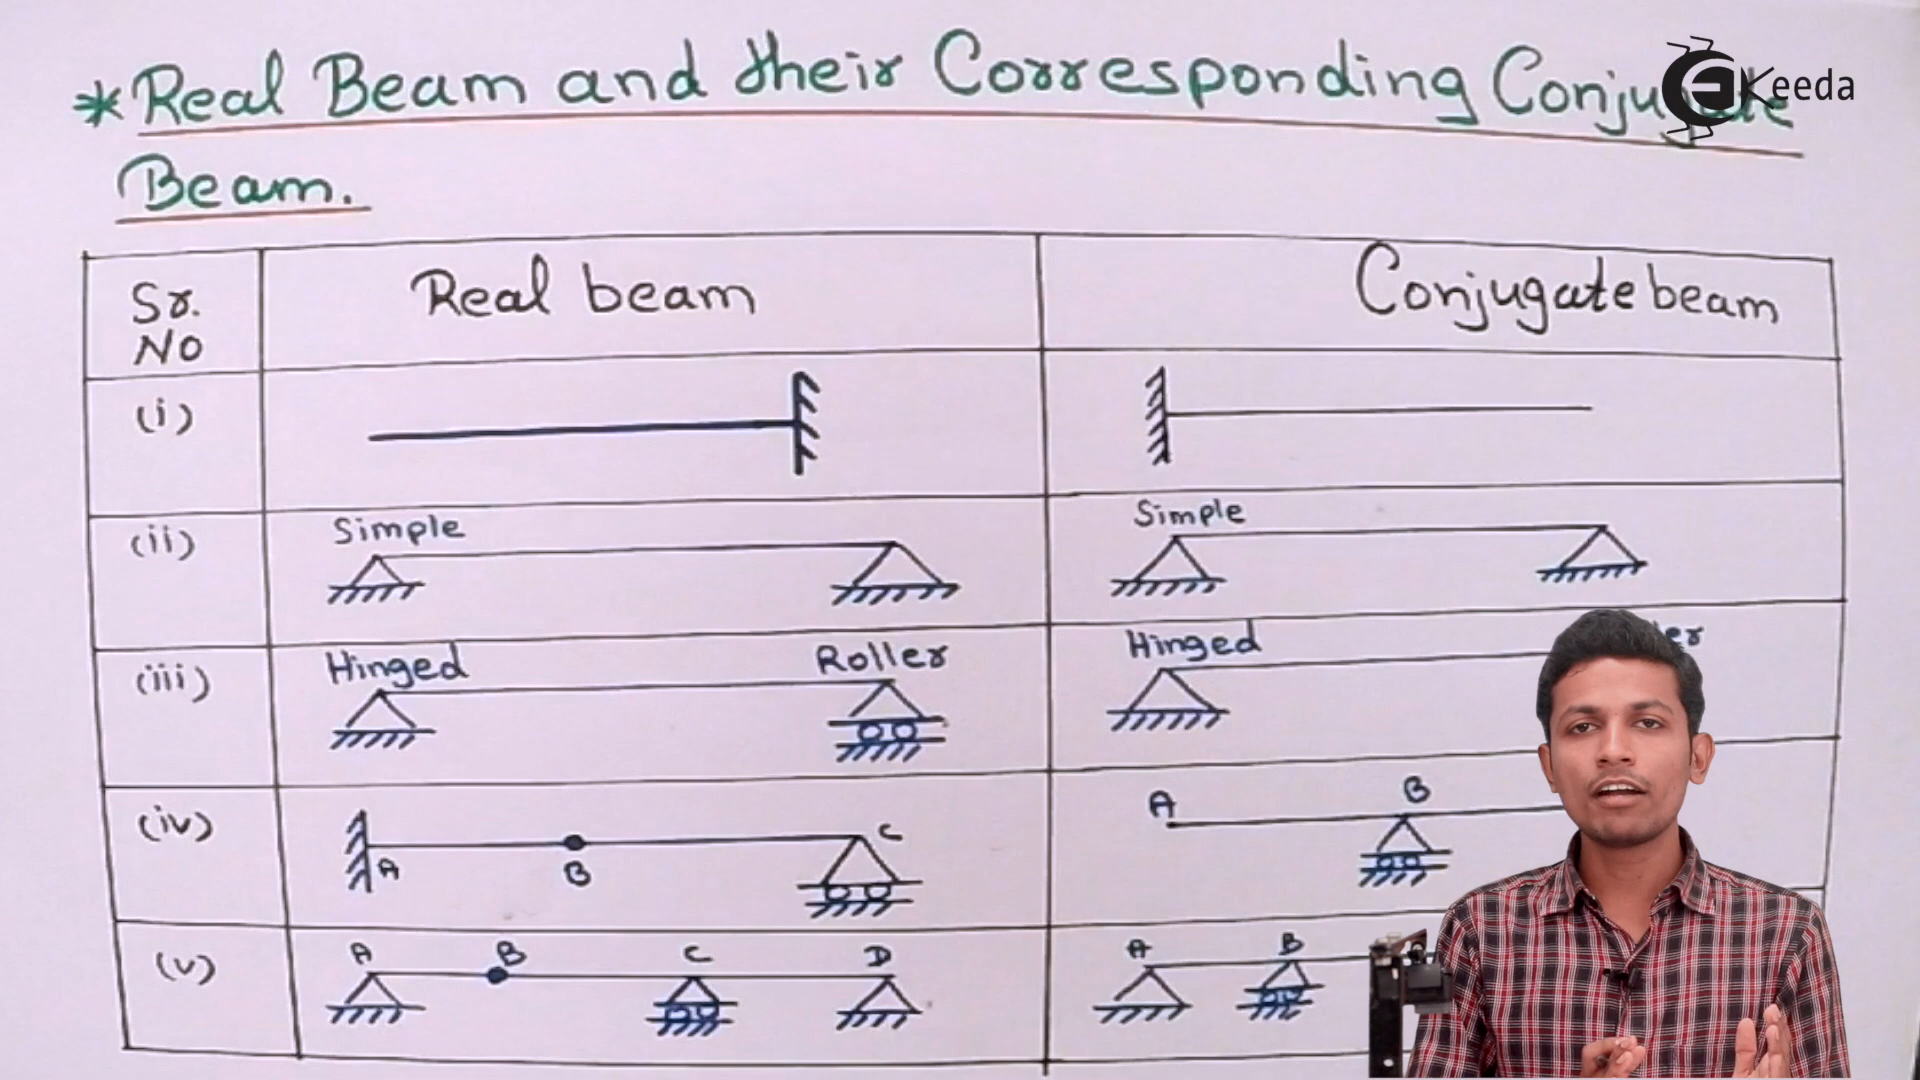 *Real Beam and their Corresponding
Beam.
Keeda
Sr.
No
Real beam
Conjugate beam
(i)
(ii)
Simple
Simple
(iii)
Hinged
Roller
Hinged
(iv)
A
B
C
A
B
(v)
A
B
C
D
A
B